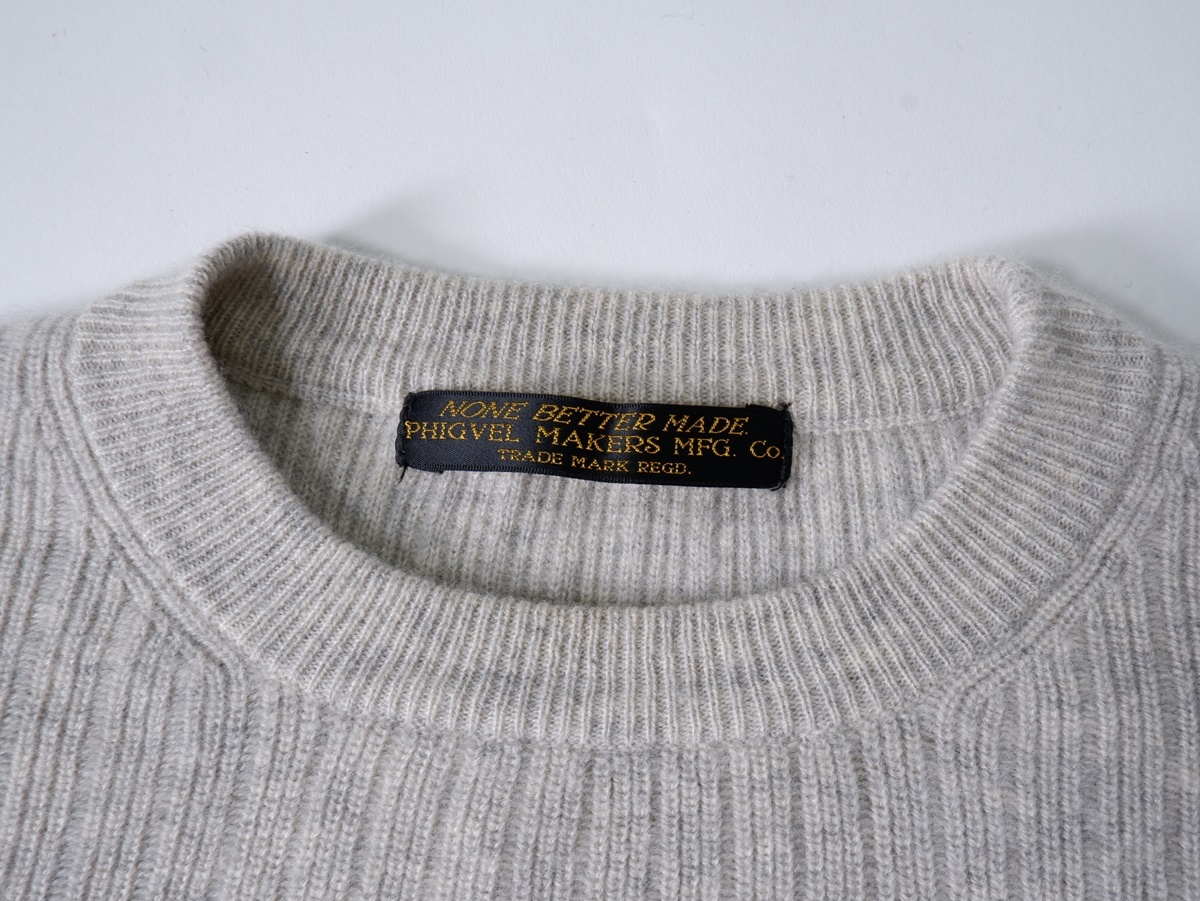 NONE BETTER MADE.
PHIGVEL MAKERS MFG. Co.
TRADE MARK REGD.